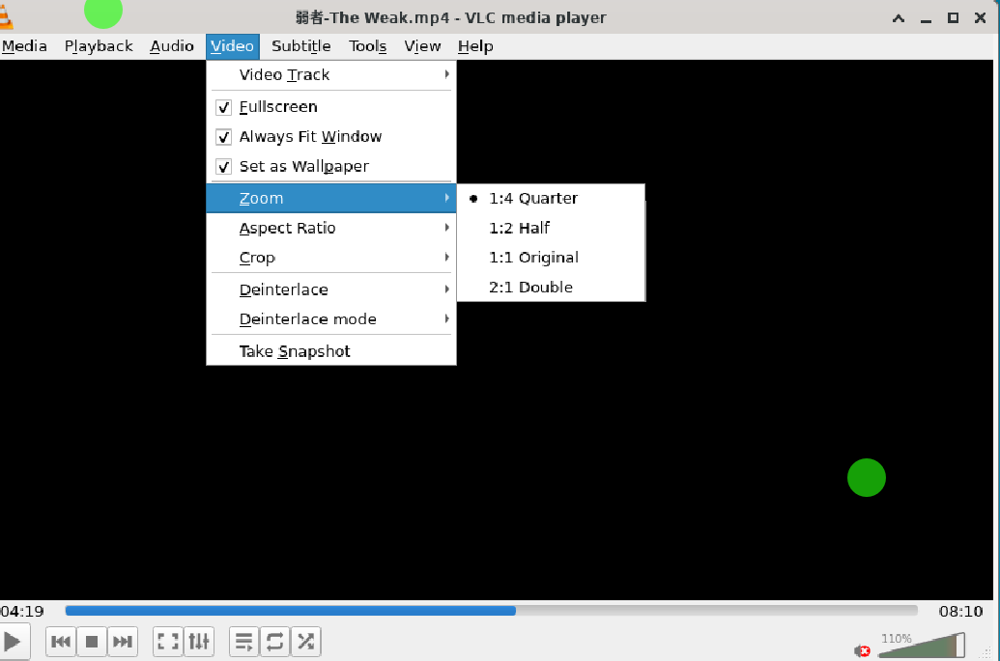 弱者-The Weak.mp4 - VLC media player
Media Playback Audio Video Subtitle Tools View Help
Video Track
Fullscreen
Always Fit Window
Set as Wallpaper
Zoom
Aspect Ratio
Crop
Deinterlace
Deinterlace mode
Take Snapshot
1:4 Quarter
1:2 Half
1:1 Original
2:1 Double
04:19 08:10
110%